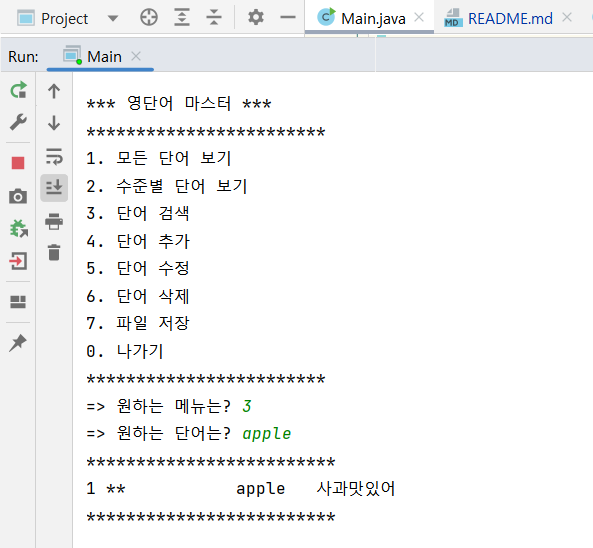 Project Main.java README.md
Run: Main
*** 영단어 마스터 ***
************************
1. 모든 단어 보기
2. 수준별 단어 보기
3. 단어 검색
4. 단어 추가
5. 단어 수정
6. 단어 삭제
7. 파일 저장
0. 나가기
************************
=> 원하는 메뉴는? 3
=> 원하는 단어는? apple
*************************
1 ** apple 사과맛있어
*************************